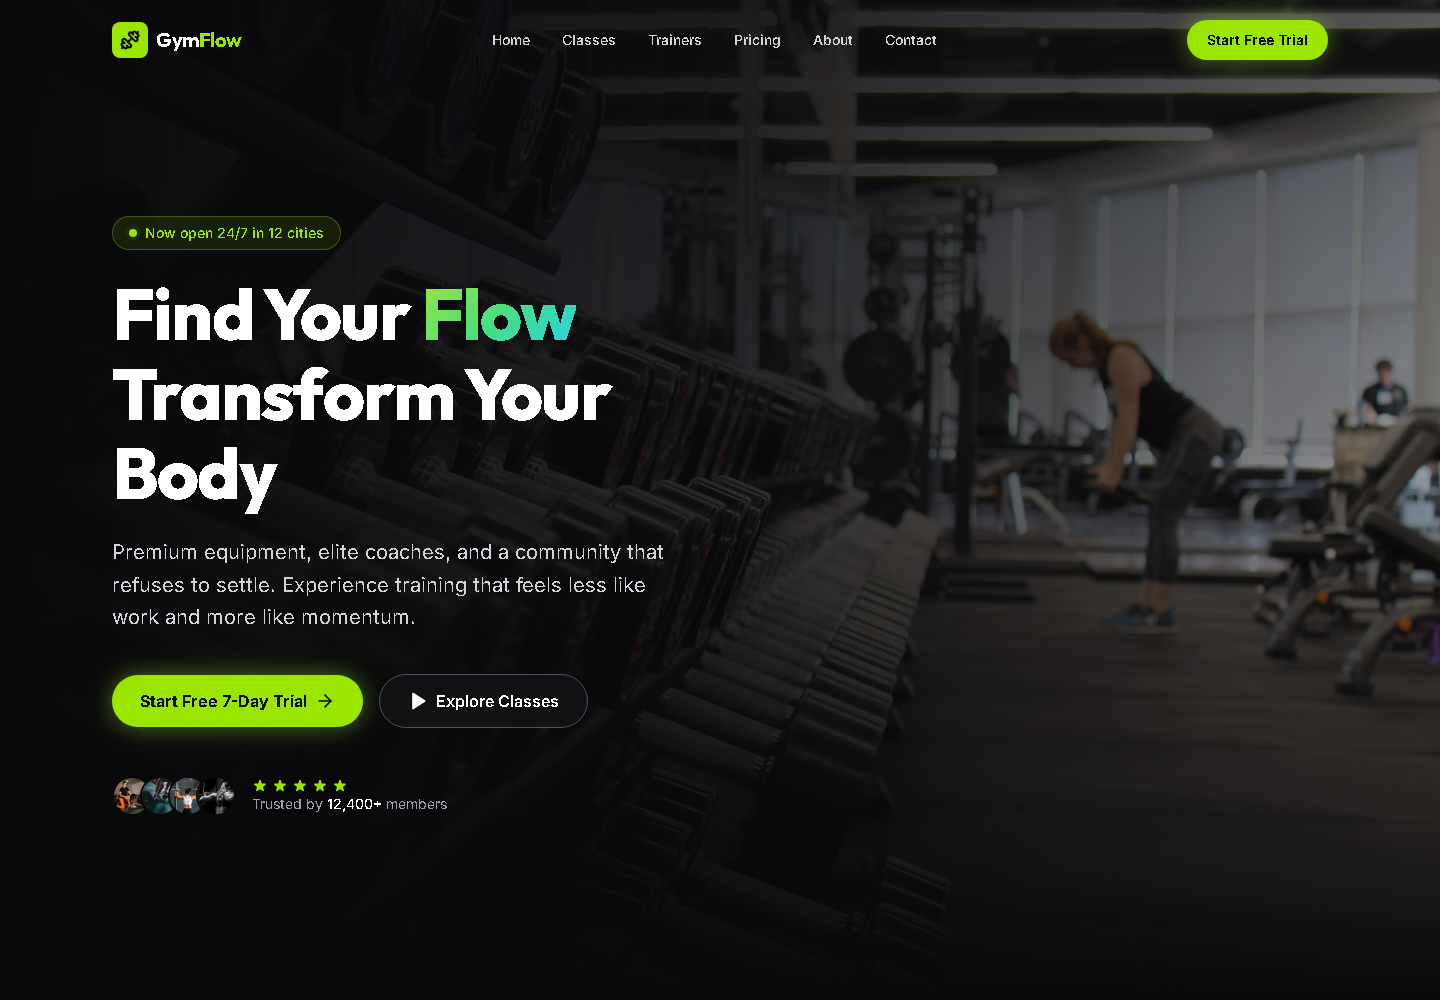 GymFlow
Home
Classes
Trainers
Pricing
About
Contact
Start Free Trial
Now open 24/7 in 12 cities
Find Your Flow
Transform Your
Body
Premium equipment, elite coaches, and a community that
refuses to settle. Experience training that feels less like
work and more like momentum.
Start Free 7-Day Trial
Explore Classes
Trusted by 12,400+ members